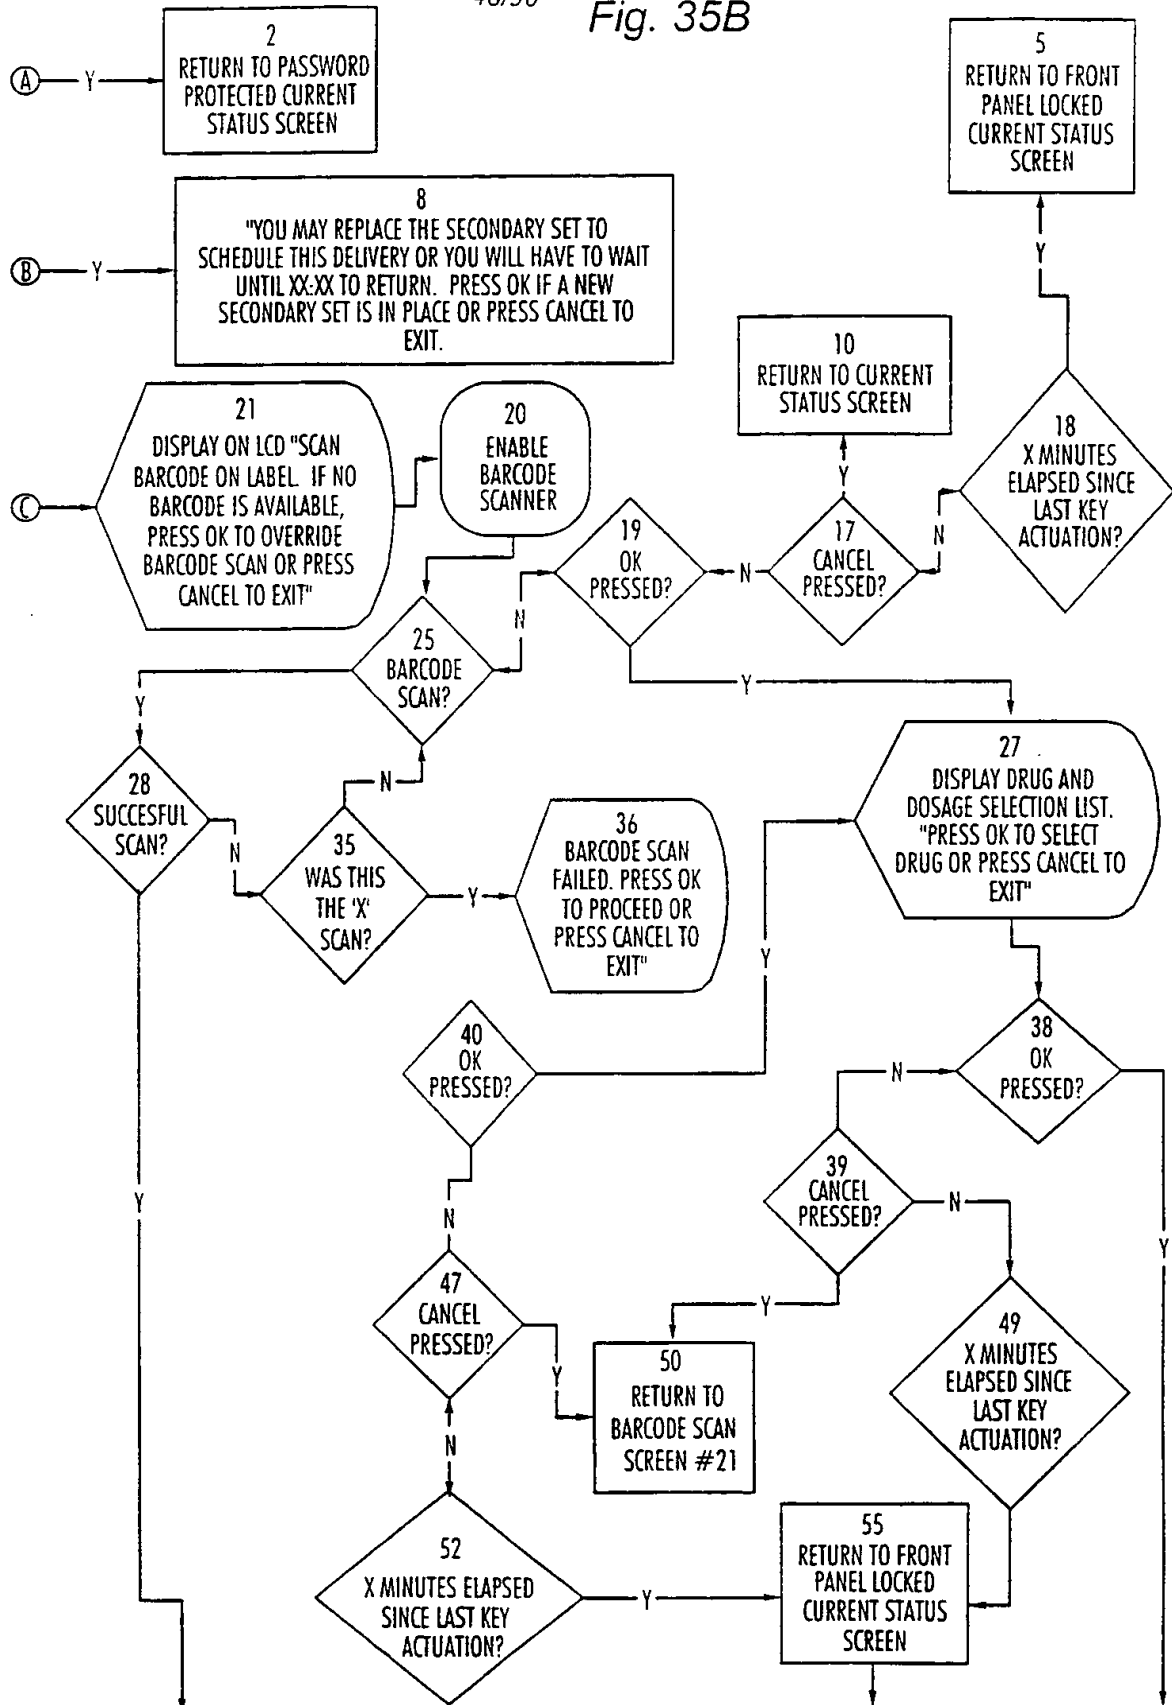 Fig. 35B
A
Y
2
RETURN TO PASSWORD
PROTECTED CURRENT
STATUS SCREEN
5
RETURN TO FRONT
PANEL LOCKED
CURRENT STATUS
SCREEN
Y
B
Y
8
"YOU MAY REPLACE THE SECONDARY SET TO
SCHEDULE THIS DELIVERY OR YOU WILL HAVE TO WAIT
UNTIL XX:XX TO RETURN. PRESS OK IF A NEW
SECONDARY SET IS IN PLACE OR PRESS CANCEL TO
EXIT.
10
RETURN TO CURRENT
STATUS SCREEN
Y
C
21
DISPLAY ON LCD "SCAN
BARCODE ON LABEL. IF NO
BARCODE IS AVAILABLE,
PRESS OK TO OVERRIDE
BARCODE SCAN OR PRESS
CANCEL TO EXIT"
20
ENABLE
BARCODE
SCANNER
19
OK
PRESSED?
N
17
CANCEL
PRESSED?
N
18
X MINUTES
ELAPSED SINCE
LAST KEY
ACTUATION?
N
25
BARCODE
SCAN?
Y
Y
28
SUCCESFUL
SCAN?
N
N
35
WAS THIS
THE 'X'
SCAN?
Y
36
BARCODE SCAN
FAILED. PRESS OK
TO PROCEED OR
PRESS CANCEL TO
EXIT"
27
DISPLAY DRUG AND
DOSAGE SELECTION LIST.
"PRESS OK TO SELECT
DRUG OR PRESS CANCEL TO
EXIT"
Y
40
OK
PRESSED?
N
38
OK
PRESSED?
39
CANCEL
PRESSED?
N
Y
N
Y
47
CANCEL
PRESSED?
Y
Y
50
RETURN TO
BARCODE SCAN
SCREEN #21
49
X MINUTES
ELAPSED SINCE
LAST KEY
ACTUATION?
N
52
X MINUTES ELAPSED
SINCE LAST KEY
ACTUATION?
Y
55
RETURN TO FRONT
PANEL LOCKED
CURRENT STATUS
SCREEN